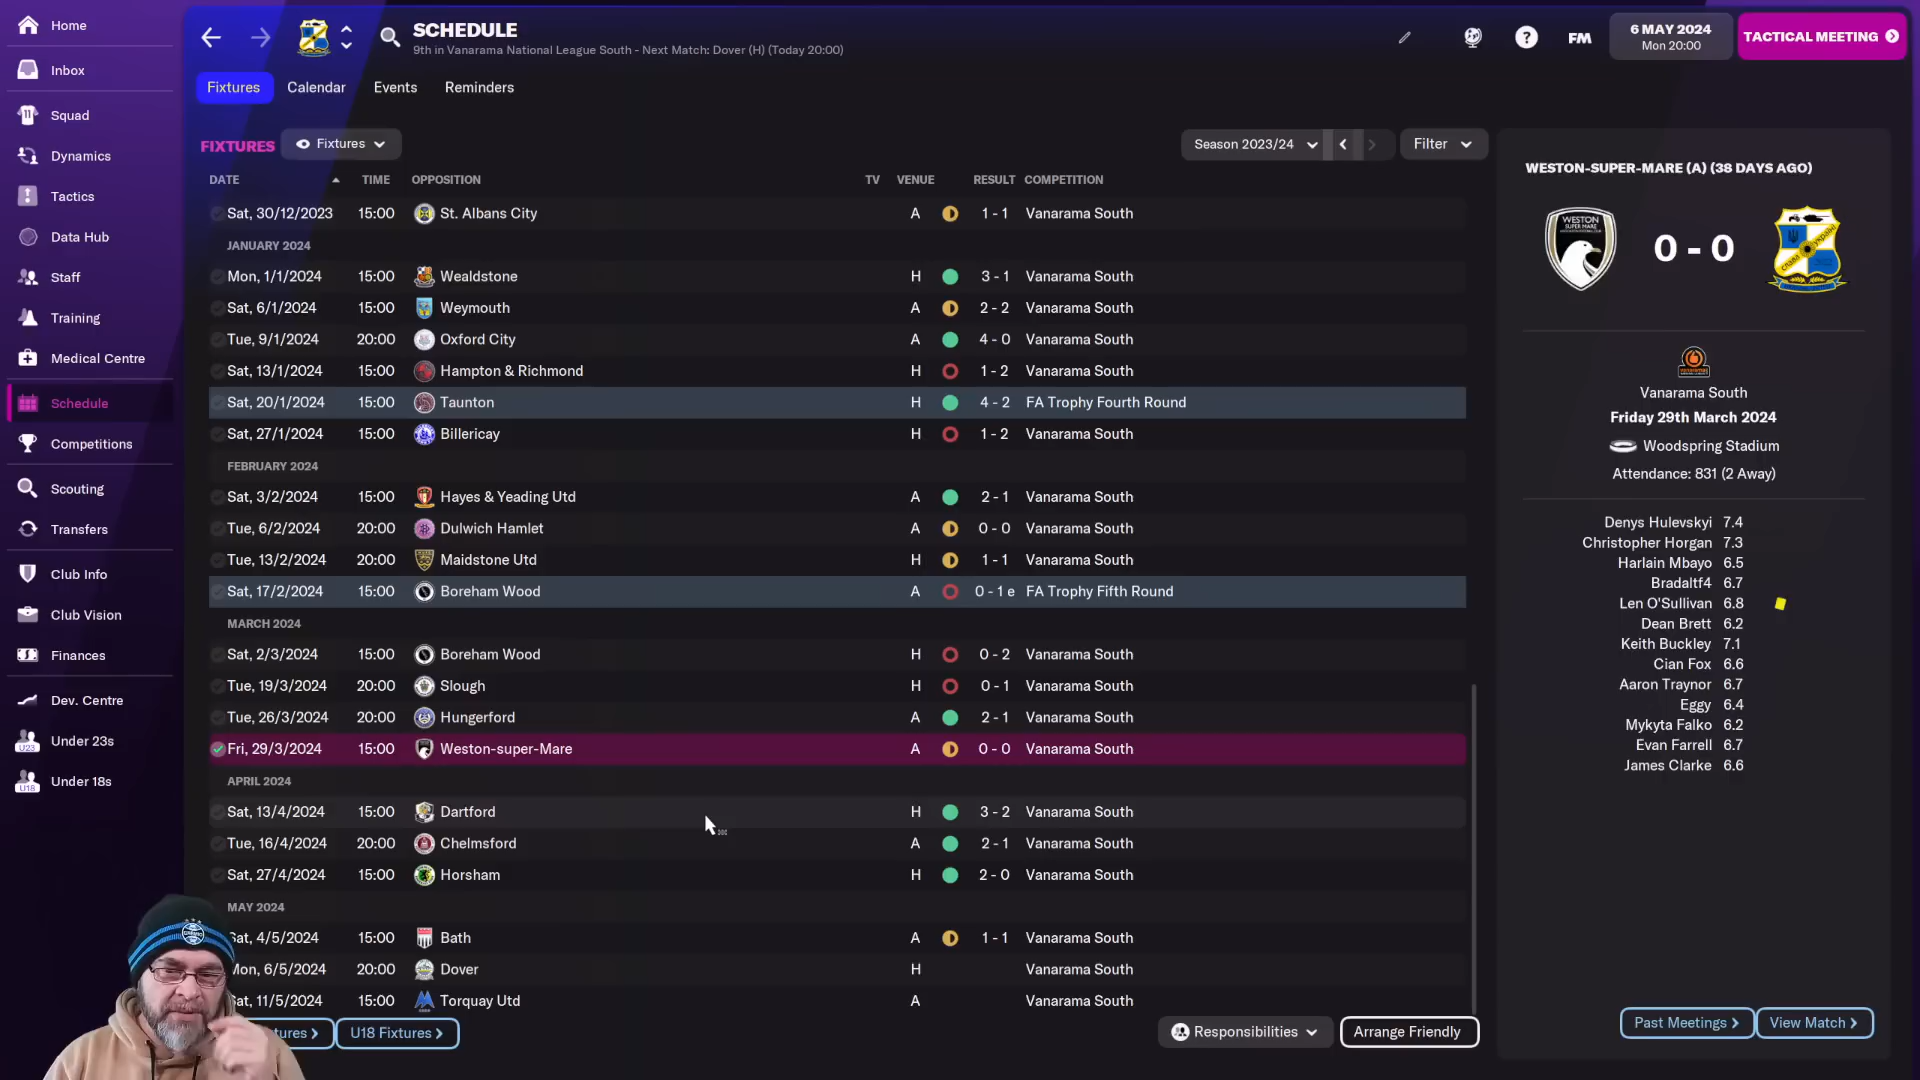 Home
Inbox
Squad
Dynamics
Tactics
Data Hub
Staff
Training
Medical Centre
Schedule
Competitions
Scouting
Transfers
Club Info
Club Vision
Finances
Dev. Centre
U23 Under 23s
U18 Under 18s
SCHEDULE
9th in Vanarama National League South - Next Match: Dover (H) (Today 20:00)
? FM
6 MAY 2024
Mon 20:00
TACTICAL MEETING
Fixtures Calendar Events Reminders
FIXTURES Fixtures Season 2023/24 Filter
DATE TIME OPPOSITION TV VENUE RESULT COMPETITION
Sat, 30/12/2023 15:00 St. Albans City A 1 - 1 Vanarama South
JANUARY 2024
Mon, 1/1/2024 15:00 Wealdstone H 3 - 1 Vanarama South
Sat, 6/1/2024 15:00 Weymouth A 2 - 2 Vanarama South
Tue, 9/1/2024 20:00 Oxford City A 4 - 0 Vanarama South
Sat, 13/1/2024 15:00 Hampton & Richmond H 1 - 2 Vanarama South
Sat, 20/1/2024 15:00 Taunton H 4 - 2 FA Trophy Fourth Round
Sat, 27/1/2024 15:00 Billericay H 1 - 2 Vanarama South
FEBRUARY 2024
Sat, 3/2/2024 15:00 Hayes & Yeading Utd A 2 - 1 Vanarama South
Tue, 6/2/2024 20:00 Dulwich Hamlet A 0 - 0 Vanarama South
Tue, 13/2/2024 20:00 Maidstone Utd H 1 - 1 Vanarama South
Sat, 17/2/2024 15:00 Boreham Wood A 0 - 1 e FA Trophy Fifth Round
MARCH 2024
Sat, 2/3/2024 15:00 Boreham Wood H 0 - 2 Vanarama South
Tue, 19/3/2024 20:00 Slough H 0 - 1 Vanarama South
Tue, 26/3/2024 20:00 Hungerford A 2 - 1 Vanarama South
Fri, 29/3/2024 15:00 Weston-super-Mare A 0 - 0 Vanarama South
APRIL 2024
Sat, 13/4/2024 15:00 Dartford H 3 - 2 Vanarama South
Tue, 16/4/2024 20:00 Chelmsford A 2 - 1 Vanarama South
Sat, 27/4/2024 15:00 Horsham H 2 - 0 Vanarama South
MAY 2024
Sat, 4/5/2024 15:00 Bath A 1 - 1 Vanarama South
Mon, 6/5/2024 20:00 Dover H Vanarama South
Sat, 11/5/2024 15:00 Torquay Utd A Vanarama South
U18 Fixtures
Responsibilities
Arrange Friendly
WESTON-SUPER-MARE (A) (38 DAYS AGO)
WESTON
SUPER MARE
0 - 0
Vanarama South
Friday 29th March 2024
Woodspring Stadium
Attendance: 831 (2 Away)
Denys Hulevskyi 7.4
Christopher Horgan 7.3
Harlain Mbayo 6.5
Bradaltf4 6.7
Len O'Sullivan 6.8
Dean Brett 6.2
Keith Buckley 7.1
Cian Fox 6.6
Aaron Traynor 6.7
Eggy 6.4
Mykyta Falko 6.2
Evan Farrell 6.7
James Clarke 6.6
Past Meetings
View Match